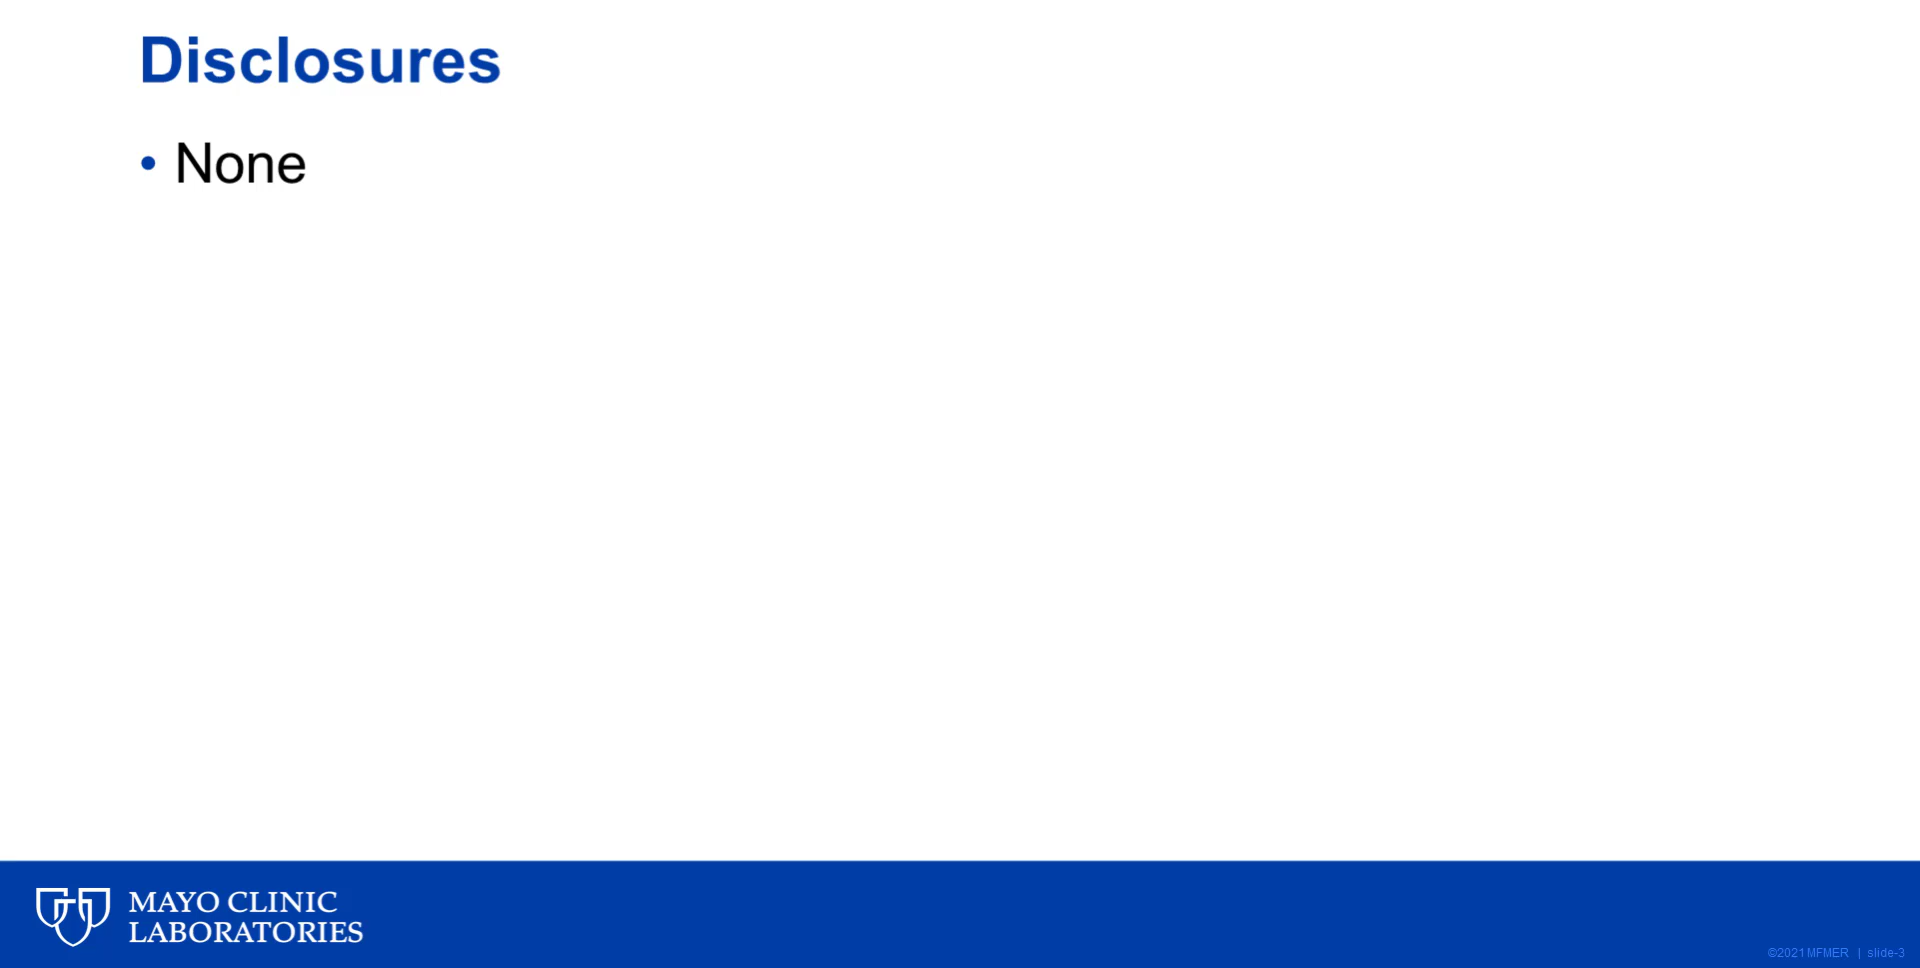 Disclosures
• None
MAYO CLINIC
LABORATORIES
©2021 MFMER | slide-3